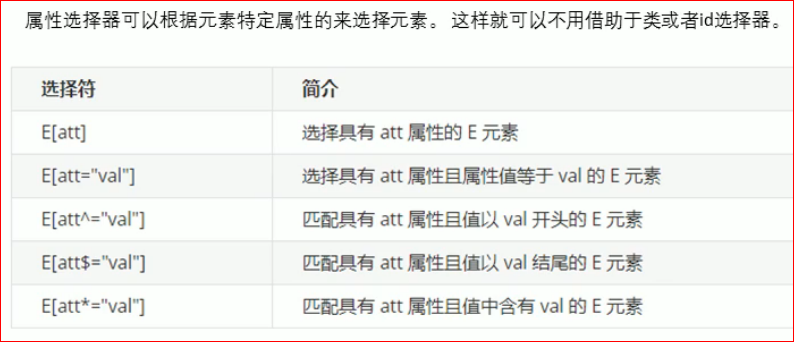 属性选择器可以根据元素特定属性的来选择元素。 这样就可以不用借助于类或者id选择器。
选择符 简介
E[att] 选择具有 att 属性的 E 元素
E[att="val"] 选择具有 att 属性且属性值等于 val 的 E 元素
E[att^="val"] 匹配具有 att 属性且值以 val 开头的 E 元素
E[att$="val"] 匹配具有 att 属性且值以 val 结尾的 E 元素
E[att*="val"] 匹配具有 att 属性且值中含有 val 的 E 元素